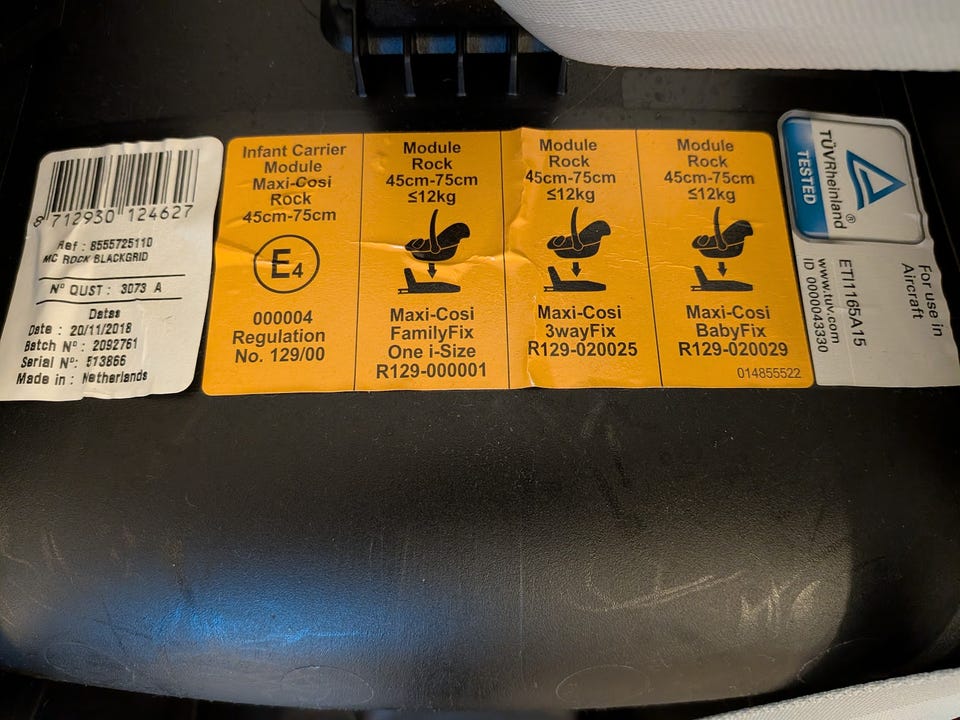 8 712930 124627
Ref : 8555725110
MC ROCK BLACKGRID
N° QUST : 3073 A
Datas
Date : 20/11/2018
Batch N° : 2092761
Serial N°: 513866
Made in : Netherlands
Infant Carrier
Module
Maxi-Cosi
Rock
45cm-75cm
E4
000004
Regulation
No. 129/00
Module
Rock
45cm-75cm
≤12kg
Maxi-Cosi
FamilyFix
One i-Size
R129-000001
Module
Rock
45cm-75cm
≤12kg
Maxi-Cosi
3wayFix
R129-020025
Module
Rock
45cm-75cm
≤12kg
Maxi-Cosi
BabyFix
R129-020029
014855522
TÜVRheinland®
TESTED
For use in
Aircraft
ETI1165A15
www.tuv.com
ID 0000043330